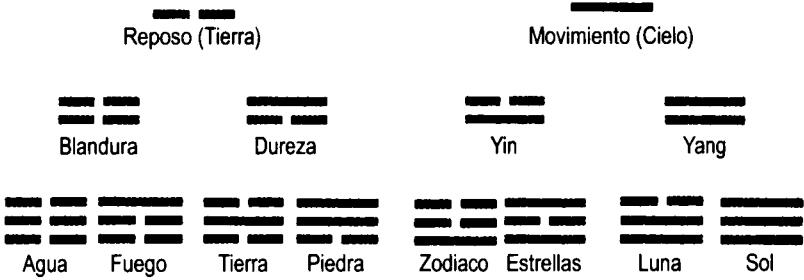 Reposo (Tierra) Movimiento (Cielo)
Blandura Dureza Yin Yang
Agua Fuego Tierra Piedra Zodiaco Estrellas Luna Sol